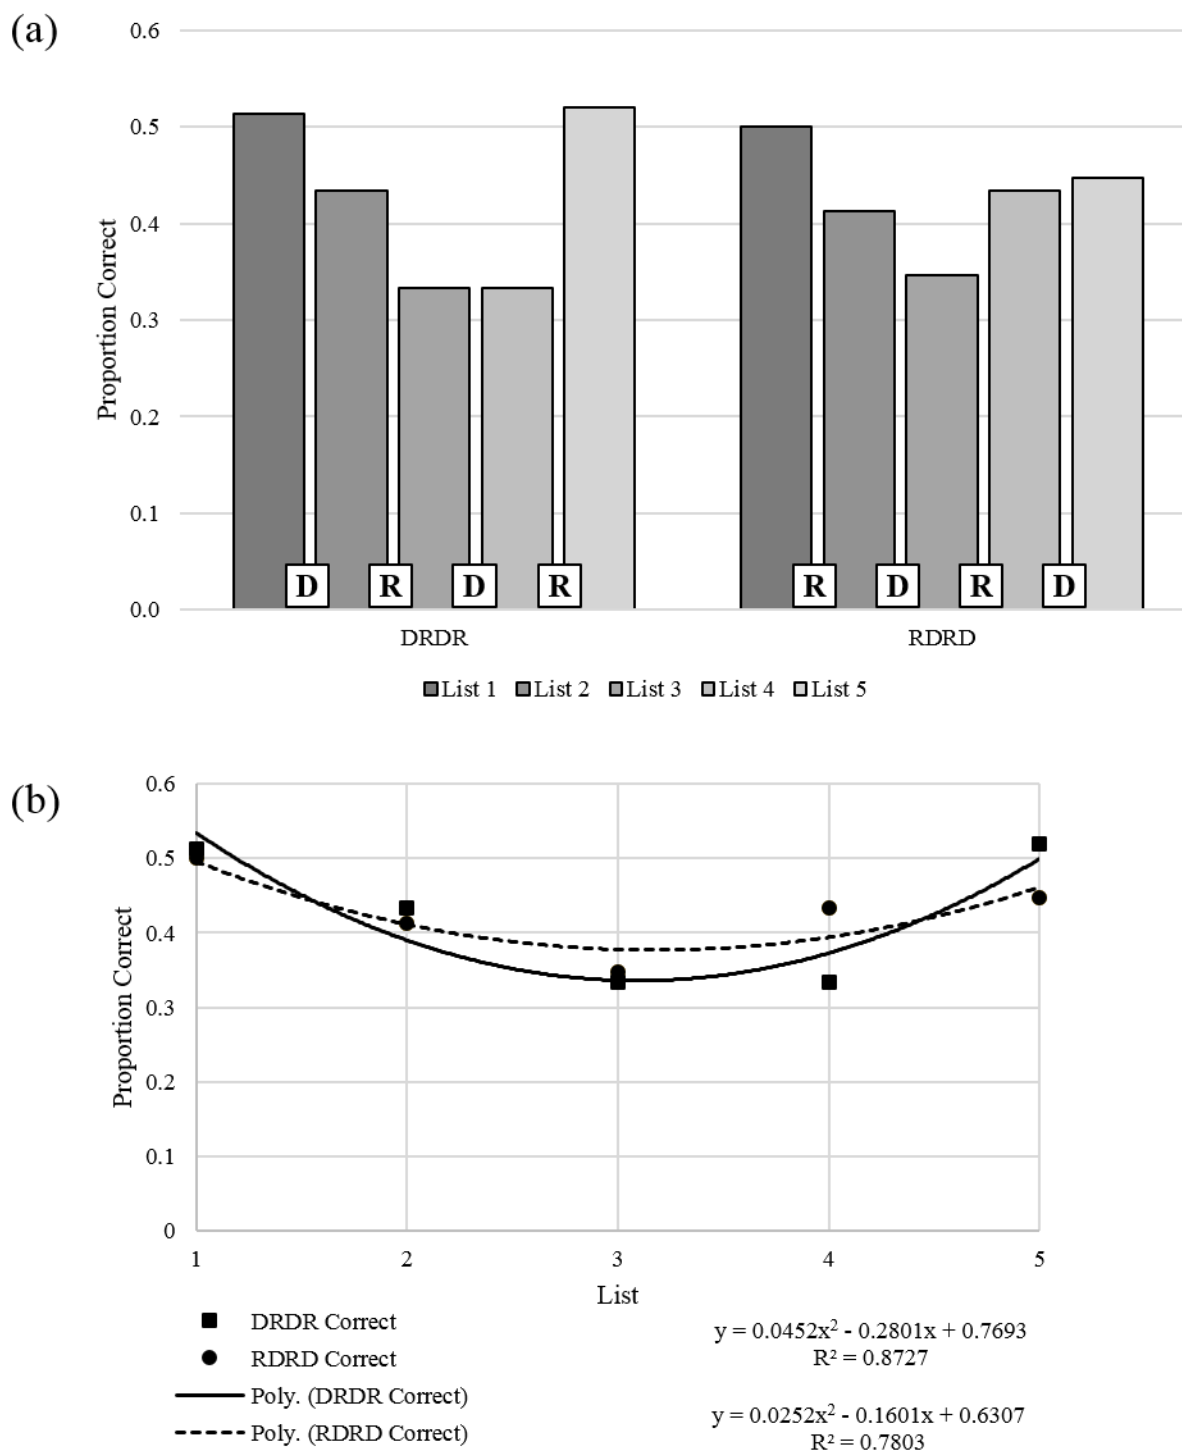 (a)
0.6
0.5
0.4
0.3
0.2
0.1
0.0
Proportion Correct
D R D R
R D R D
DRDR RDRD
List 1 List 2 List 3 List 4 List 5
(b)
0.6
0.5
0.4
0.3
0.2
0.1
0
Proportion Correct
1 2 3 4 5
List
DRDR Correct
RDRD Correct
Poly. (DRDR Correct)
Poly. (RDRD Correct)
y = 0.0452x² - 0.2801x + 0.7693
R² = 0.8727
y = 0.0252x² - 0.1601x + 0.6307
R² = 0.7803